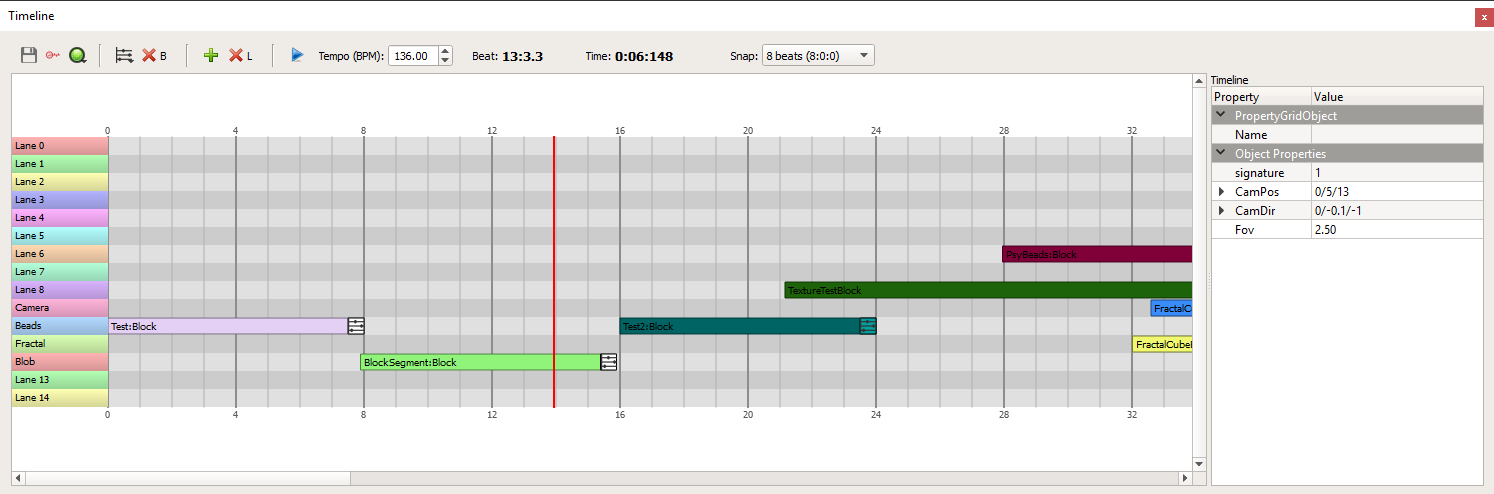 Timeline
x
B L Tempo (BPM): 136.00 Beat: 13:3.3 Time: 0:06:148 Snap: 8 beats (8:0:0)
Timeline
Property Value
PropertyGridObject
Name
Object Properties
signature 1
CamPos 0/5/13
CamDir 0/-0.1/-1
Fov 2.50
0 4 8 12 16 20 24 28 32
Lane 0
Lane 1
Lane 2
Lane 3
Lane 4
Lane 5
Lane 6 PsyBeads:Block
Lane 7
Lane 8 TextureTestBlock
Camera FractalC
Beads Test:Block Test2:Block
Fractal FractalCubeB
Blob BlockSegment:Block
Lane 13
Lane 14
0 4 8 12 16 20 24 28 32